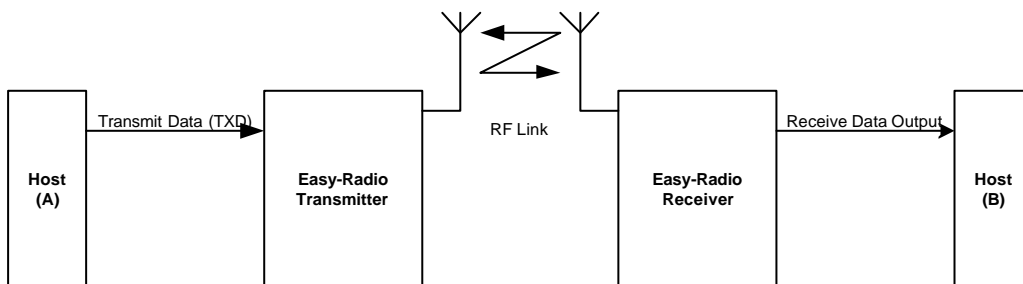 Transmit Data (TXD)
RF Link
Receive Data Output
Host
(A)
Easy-Radio
Transmitter
Easy-Radio
Receiver
Host
(B)